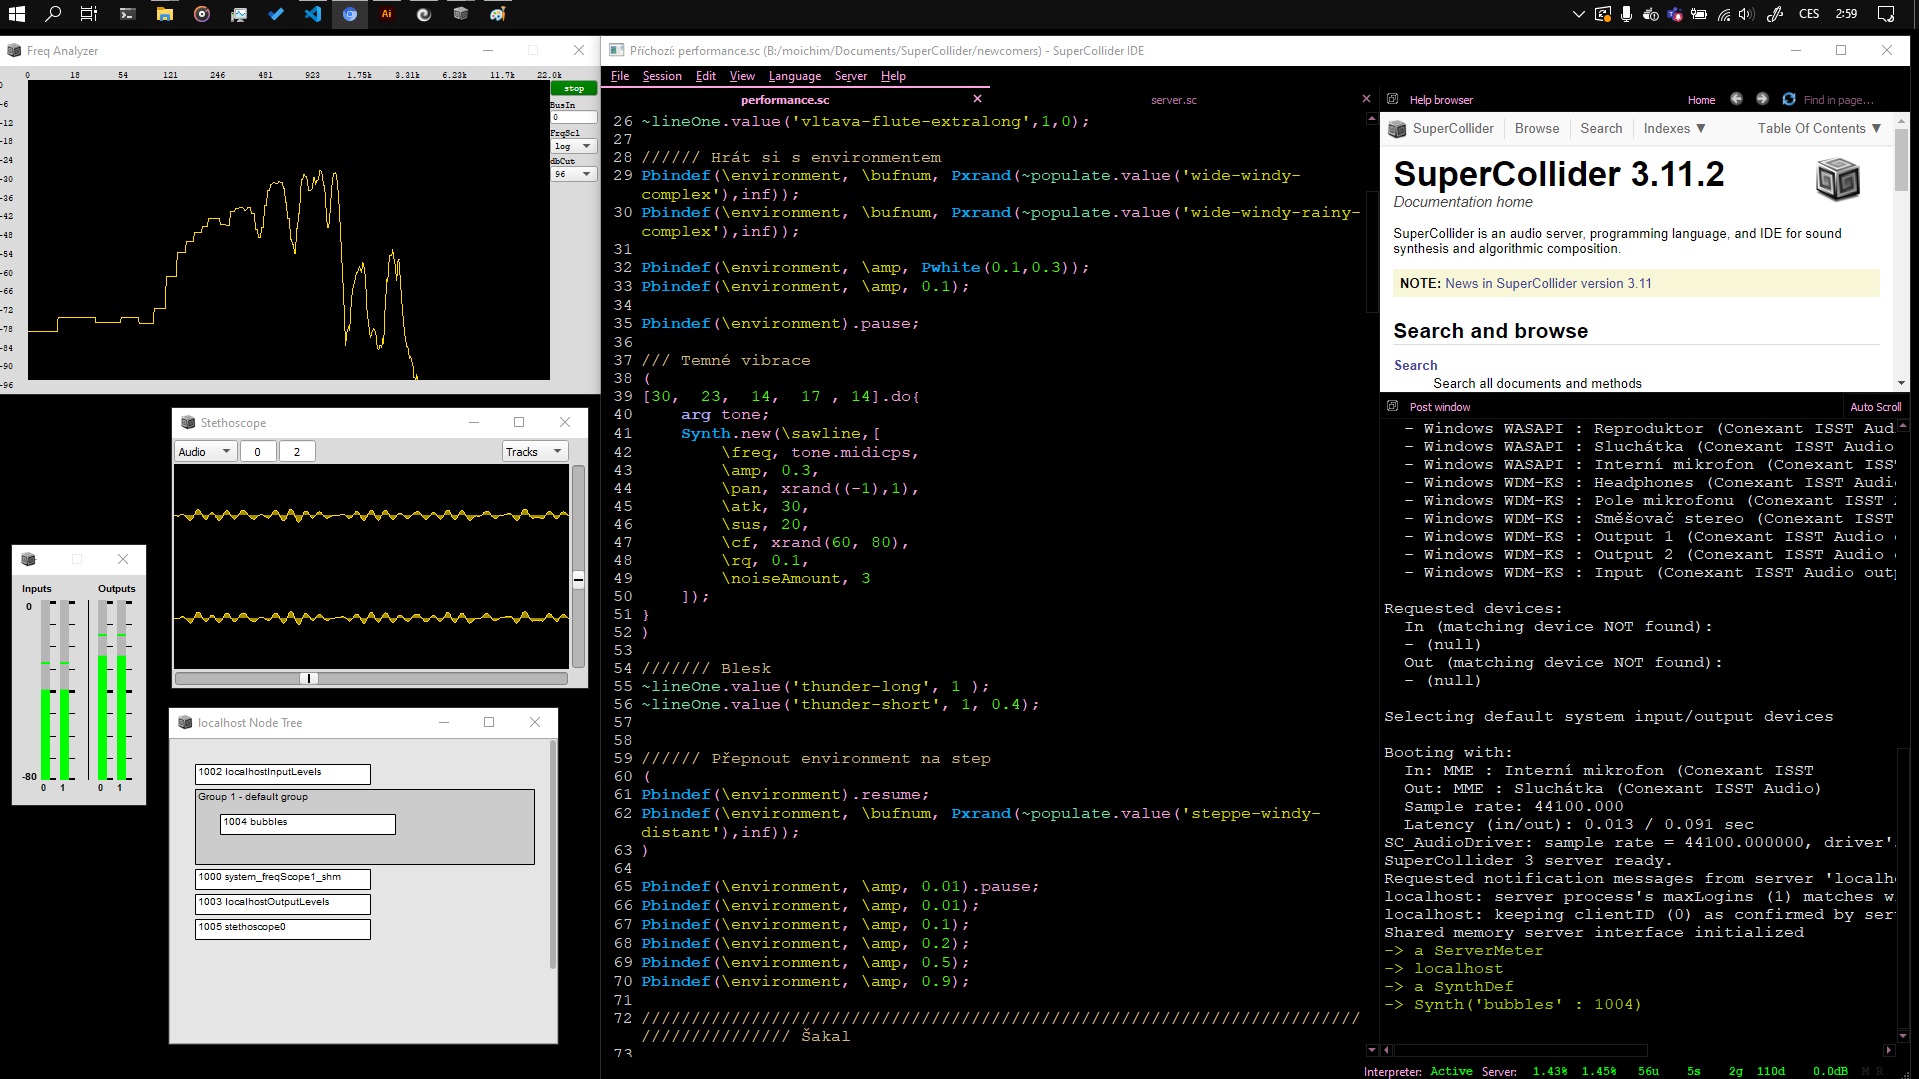 CES 2:59
Freq Analyzer
0 18 54 121 246 481 923 1.75k 3.31k 6.23k 11.7k 22.0k
0
-6
-12
-18
-24
-30
-36
-42
-48
-54
-60
-66
-72
-78
-84
-90
-96
stop
BusIn
0
FrqScl
log
dbCut
96
Stethoscope
Audio 0 2 Tracks
Inputs Outputs
0
-80
0 1 0 1
localhost Node Tree
1002 localhostInputLevels
Group 1 - default group
1004 bubbles
1000 system_freqScope1_shm
1003 localhostOutputLevels
1005 stethoscope0
Příchozí: performance.sc (B:/moichim/Documents/SuperCollider/newcomers) - SuperCollider IDE
File Session Edit View Language Server Help
performance.sc server.sc
26 ~lineOne.value('vltava-flute-extralong',1,0);
27
28 ////// Hrát si s environmentem
29 Pbindef(\environment, \bufnum, Pxrand(~populate.value('wide-windy-
complex'),inf));
30 Pbindef(\environment, \bufnum, Pxrand(~populate.value('wide-windy-rainy-
complex'),inf));
31
32 Pbindef(\environment, \amp, Pwhite(0.1,0.3));
33 Pbindef(\environment, \amp, 0.1);
34
35 Pbindef(\environment).pause;
36
37 /// Temné vibrace
38 (
39 [30, 23, 14, 17 , 14].do{
40 arg tone;
41 Synth.new(\sawline,[
42 \freq, tone.midicps,
43 \amp, 0.3,
44 \pan, xrand((-1),1),
45 \atk, 30,
46 \sus, 20,
47 \cf, xrand(60, 80),
48 \rq, 0.1,
49 \noiseAmount, 3
50 ]);
51 }
52 )
53
54 /////// Blesk
55 ~lineOne.value('thunder-long', 1 );
56 ~lineOne.value('thunder-short', 1, 0.4);
57
58
59 ////// Přepnout environment na step
60 (
61 Pbindef(\environment).resume;
62 Pbindef(\environment, \bufnum, Pxrand(~populate.value('steppe-windy-
distant'),inf));
63 )
64
65 Pbindef(\environment, \amp, 0.01).pause;
66 Pbindef(\environment, \amp, 0.01);
67 Pbindef(\environment, \amp, 0.1);
68 Pbindef(\environment, \amp, 0.2);
69 Pbindef(\environment, \amp, 0.5);
70 Pbindef(\environment, \amp, 0.9);
71
72 /////////////////////////////////////////////////////////////////////////
/////////////// Šakal
73
Help browser Home Find in page...
SuperCollider Browse Search Indexes ▼ Table Of Contents ▼
SuperCollider 3.11.2
Documentation home
SuperCollider is an audio server, programming language, and IDE for sound
synthesis and algorithmic composition.
NOTE: News in SuperCollider version 3.11
Search and browse
Search
Search all documents and methods
Post window Auto Scroll
- Windows WASAPI : Reproduktor (Conexant ISST Aud
- Windows WASAPI : Sluchátka (Conexant ISST Audio
- Windows WASAPI : Interní mikrofon (Conexant ISS
- Windows WDM-KS : Headphones (Conexant ISST Audi
- Windows WDM-KS : Pole mikrofonu (Conexant ISST
- Windows WDM-KS : Směšovač stereo (Conexant ISST
- Windows WDM-KS : Output 1 (Conexant ISST Audio
- Windows WDM-KS : Output 2 (Conexant ISST Audio
- Windows WDM-KS : Input (Conexant ISST Audio out
Requested devices:
In (matching device NOT found):
- (null)
Out (matching device NOT found):
- (null)
Selecting default system input/output devices
Booting with:
In: MME : Interní mikrofon (Conexant ISST
Out: MME : Sluchátka (Conexant ISST Audio)
Sample rate: 44100.000
Latency (in/out): 0.013 / 0.091 sec
SC_AudioDriver: sample rate = 44100.000000, driver'
SuperCollider 3 server ready.
Requested notification messages from server 'localh
localhost: server process's maxLogins (1) matches w
localhost: keeping clientID (0) as confirmed by ser
Shared memory server interface initialized
-> a ServerMeter
-> localhost
-> a SynthDef
-> Synth('bubbles' : 1004)
Interpreter: Active Server: 1.43% 1.45% 56u 5s 2g 110d 0.0dB M R